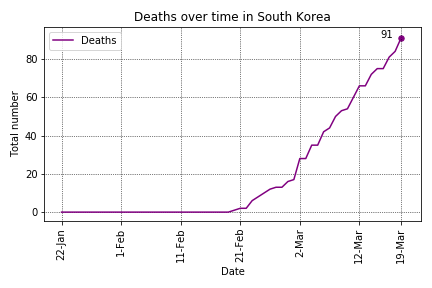 Deaths over time in South Korea
Deaths
91
Total number
80
60
40
20
0
22-Jan
1-Feb
11-Feb
21-Feb
2-Mar
12-Mar
19-Mar
Date